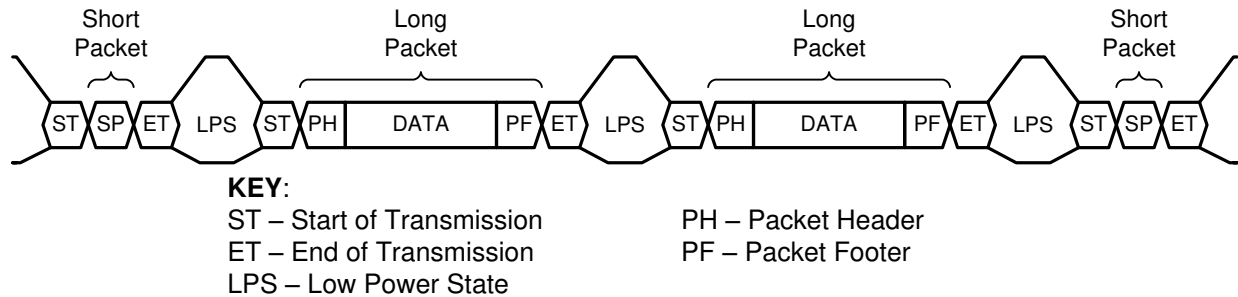 Short Packet
Long Packet
Long Packet
Short Packet
ST SP ET LPS ST PH DATA PF ET LPS ST PH DATA PF ET LPS ST SP ET
KEY:
ST – Start of Transmission
PH – Packet Header
ET – End of Transmission
PF – Packet Footer
LPS – Low Power State